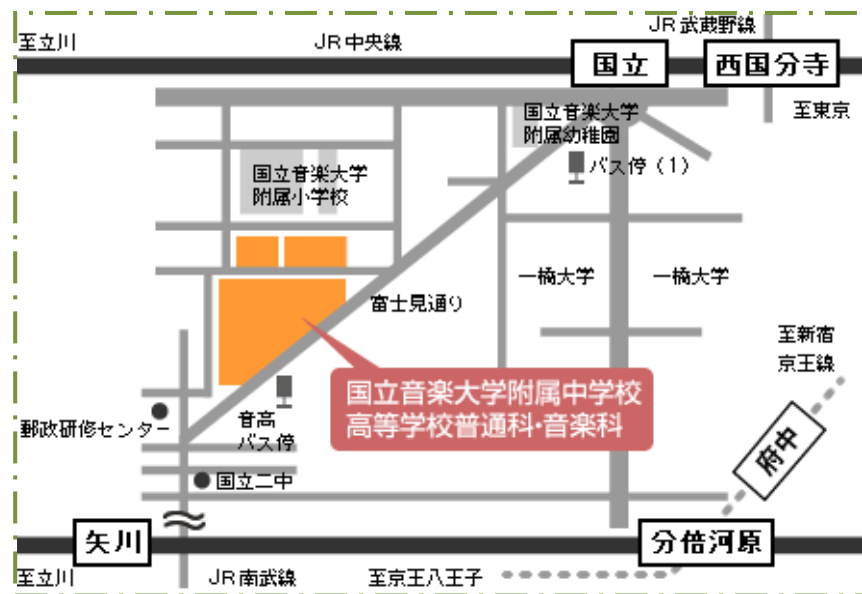 JR武蔵野線
至立川
JR中央線
国立
西国分寺
至東京
国立音楽大学
附属幼稚園
バス停(1)
国立音楽大学
附属小学校
一橋大学
一橋大学
富士見通り
至新宿
京王線
国立音楽大学附属中学校
高等学校普通科・音楽科
音高
バス停
郵政研修センター
府中
国立二中
矢川
分倍河原
至立川
JR南武線
至京王八王子